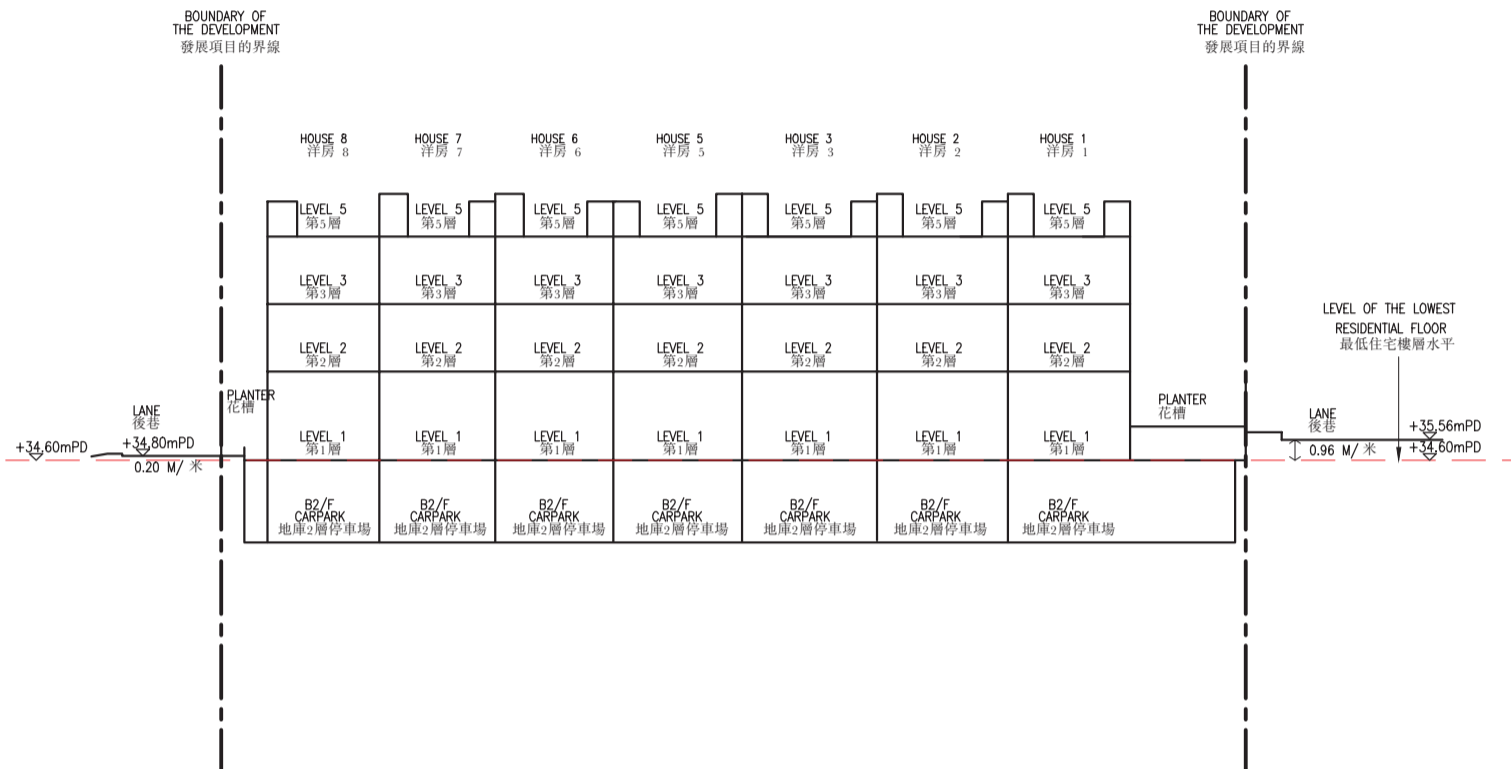 BOUNDARY OF
THE DEVELOPMENT
發展項目的界線
BOUNDARY OF
THE DEVELOPMENT
發展項目的界線
HOUSE 8
洋房 8
HOUSE 7
洋房 7
HOUSE 6
洋房 6
HOUSE 5
洋房 5
HOUSE 3
洋房 3
HOUSE 2
洋房 2
HOUSE 1
洋房 1
LEVEL 5
第5層
LEVEL 5
第5層
LEVEL 5
第5層
LEVEL 5
第5層
LEVEL 5
第5層
LEVEL 5
第5層
LEVEL 5
第5層
LEVEL 3
第3層
LEVEL 3
第3層
LEVEL 3
第3層
LEVEL 3
第3層
LEVEL 3
第3層
LEVEL 3
第3層
LEVEL 3
第3層
LEVEL OF THE LOWEST
RESIDENTIAL FLOOR
最低住宅樓層水平
LEVEL 2
第2層
LEVEL 2
第2層
LEVEL 2
第2層
LEVEL 2
第2層
LEVEL 2
第2層
LEVEL 2
第2層
LEVEL 2
第2層
PLANTER
花槽
PLANTER
花槽
LANE
後巷
LANE
後巷
+34.60mPD
+34.80mPD
0.20 M/ 米
LEVEL 1
第1層
LEVEL 1
第1層
LEVEL 1
第1層
LEVEL 1
第1層
LEVEL 1
第1層
LEVEL 1
第1層
LEVEL 1
第1層
+35.56mPD
0.96 M/ 米
+34.60mPD
B2/F
CARPARK
地庫2層停車場
B2/F
CARPARK
地庫2層停車場
B2/F
CARPARK
地庫2層停車場
B2/F
CARPARK
地庫2層停車場
B2/F
CARPARK
地庫2層停車場
B2/F
CARPARK
地庫2層停車場
B2/F
CARPARK
地庫2層停車場